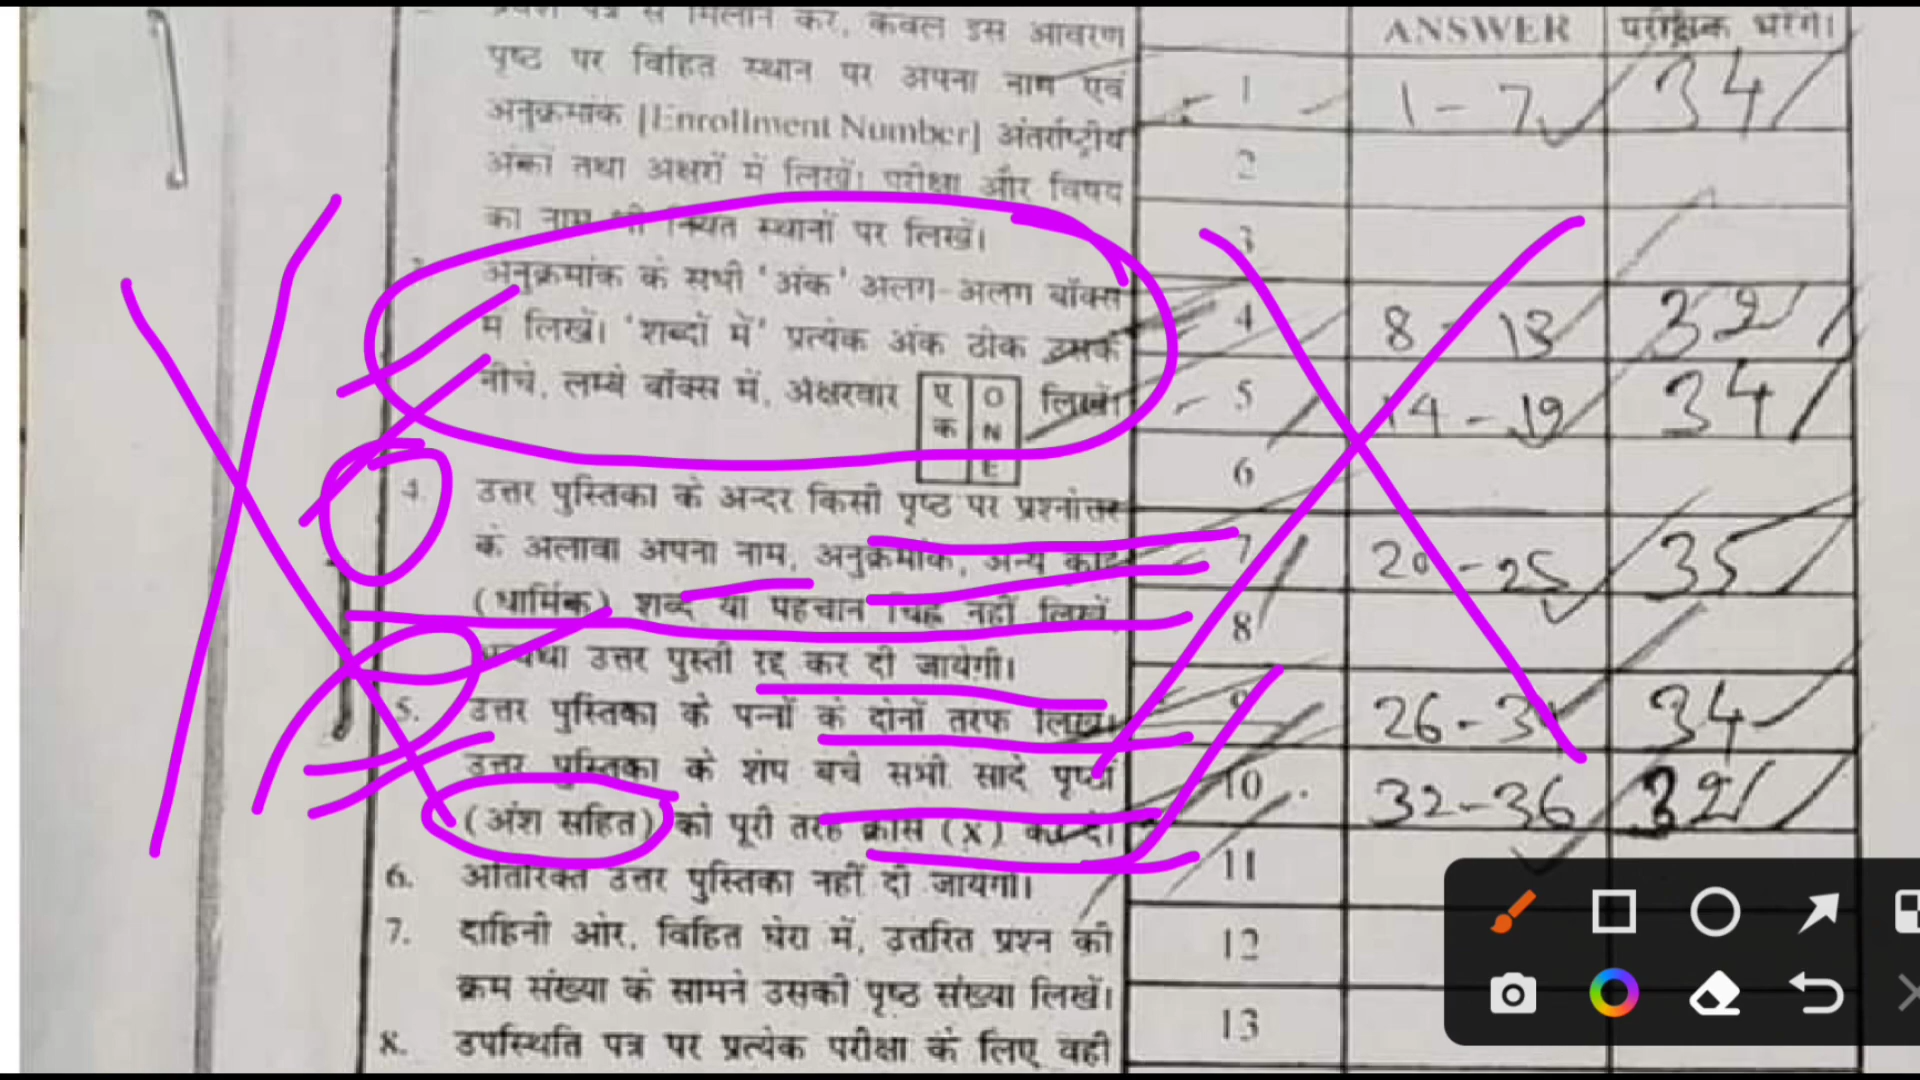 प्रवेश पत्र से मिलान कर, केवल इस आवरण
पृष्ठ पर विहित स्थान पर अपना नाम एवं
अनुक्रमांक [Enrollment Number] अंतर्राष्ट्रीय
अंकों तथा अक्षरों में लिखें। परीक्षा और विषय
का नाम भी स्थानों पर लिखें।
अनुक्रमांक के सभी 'अंक' अलग-अलग बॉक्स
में लिखें। 'शब्दों में' प्रत्येक अंक ठीक उसके
नीचे, लम्बे बॉक्स में, अक्षरवार
ए क
O N E
लिखें।
4. उत्तर पुस्तिका के अन्दर किसी पृष्ठ पर प्रश्नोत्तर
के अलावा अपना नाम, अनुक्रमांक, अन्य कोई
(धार्मिक) शब्द या पहचान चिह्न नहीं लिखें,
अन्यथा उत्तर पुस्ती रद्द कर दी जायेगी।
5. उत्तर पुस्तिका के पन्नों के दोनों तरफ लिखें।
उत्तर पुस्तिका के शेष बचे सभी सादे पृष्ठों
(अंश सहित) को पूरी तरह क्रास (X) कर दें।
6. अतिरिक्त उत्तर पुस्तिका नहीं दी जायेगी।
7. दाहिनी ओर, विहित घेरा में, उत्तरित प्रश्न की
क्रम संख्या के सामने उसकी पृष्ठ संख्या लिखें।
8. उपस्थिति पत्र पर प्रत्येक परीक्षा के लिए वही
ANSWER परीक्षक भरेंगे।
1 1-7 34
2
3
4 8-13 32
5 14-19 34
6
7 20-25 35
8
9 26-31 34
10 32-36 32
11
12
13